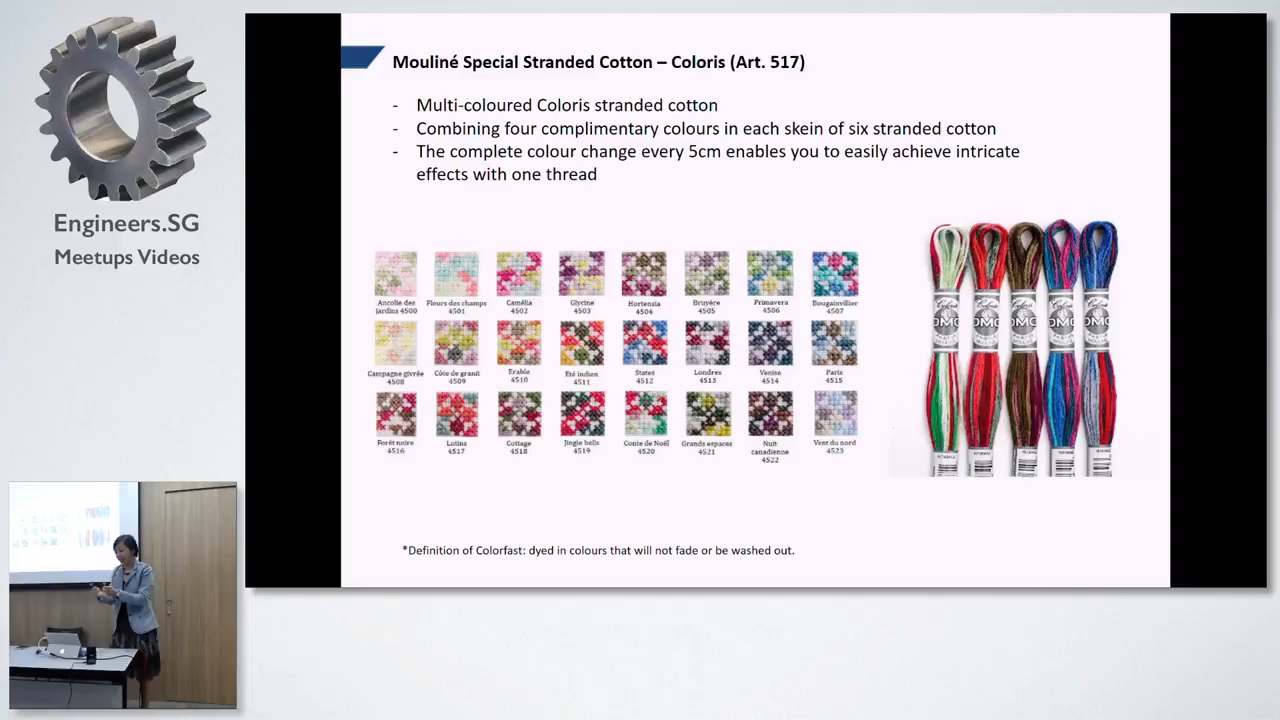 Engineers.SG
Meetups Videos
Mouliné Special Stranded Cotton – Coloris (Art. 517)
- Multi-coloured Coloris stranded cotton
- Combining four complimentary colours in each skein of six stranded cotton
- The complete colour change every 5cm enables you to easily achieve intricate
effects with one thread
Ancolie des Fleurs des champs Camélia Glycine Hortensia Bruyère Primavera Bougainvillier
jardins 4500 4501 4502 4503 4504 4505 4506 4507
Campagne givrée Côte de granit Erable Eté indien States Londres Venise Paris
4508 4509 4510 4511 4512 4513 4514 4515
Forêt noire Lutins Cottage Jingle bells Conte de Noël Grands espaces Nuit Vent du nord
4516 4517 4518 4519 4520 4521 canadienne 4523
4522
DMC DMC DMC DMC DMC
*Definition of Colorfast: dyed in colours that will not fade or be washed out.